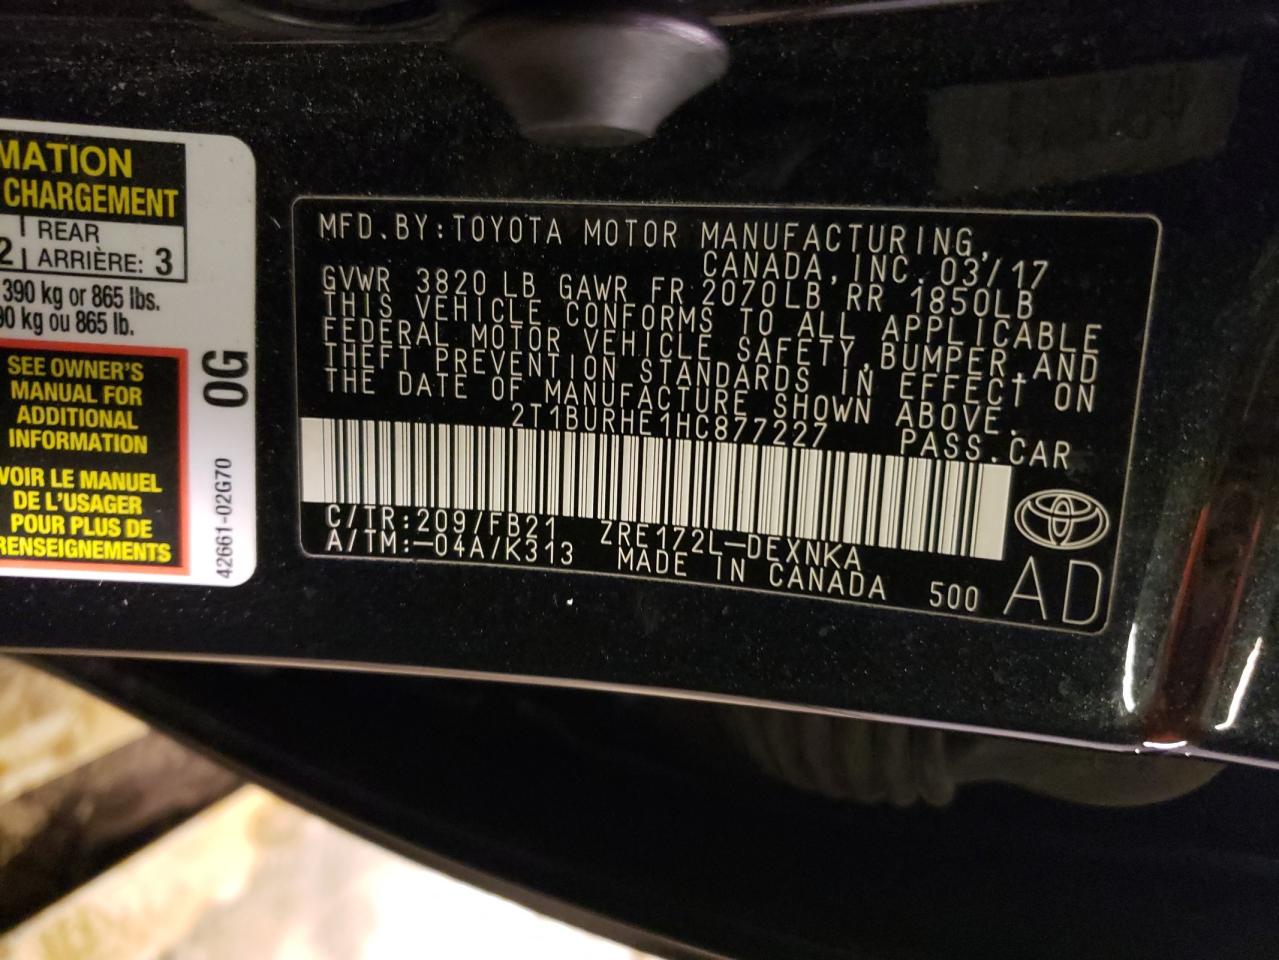 MATION
CHARGEMENT
2 REAR
ARRIÈRE: 3
390 kg or 865 lbs.
90 kg ou 865 lb.
SEE OWNER'S
MANUAL FOR
ADDITIONAL
INFORMATION
VOIR LE MANUEL
DE L'USAGER
POUR PLUS DE
RENSEIGNEMENTS
0G
42661-02G70
MFD.BY:TOYOTA MOTOR MANUFACTURING,
CANADA,INC. 03/17
GVWR 3820 LB GAWR FR 2070LB RR 1850LB
THIS VEHICLE CONFORMS TO ALL APPLICABLE
FEDERAL MOTOR VEHICLE SAFETY,BUMPER,AND
THEFT PREVENTION STANDARDS IN EFFECT ON
THE DATE OF MANUFACTURE SHOWN ABOVE.
2T1BURHE1HC877227 PASS.CAR
C/TR:209/FB21 ZRE172L-DEXNKA
A/TM:-04A/K313 MADE IN CANADA 500 AD